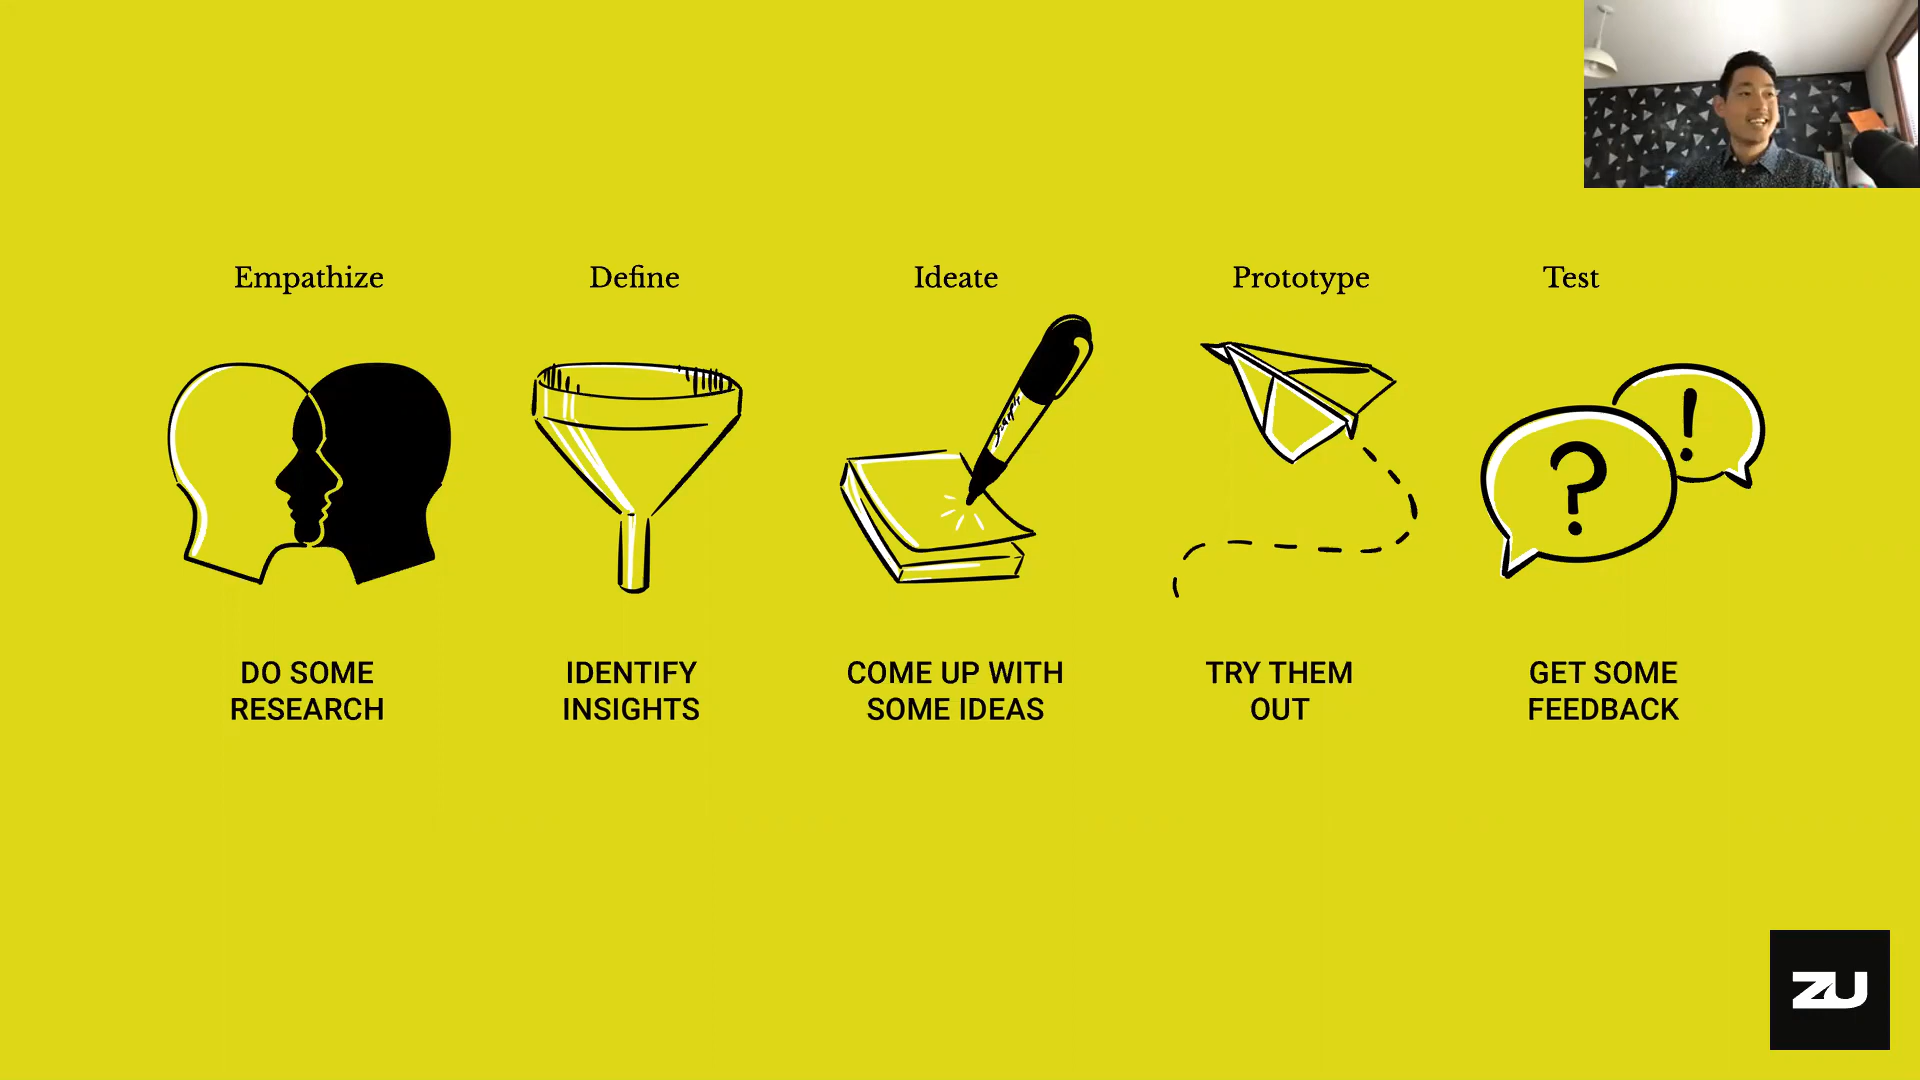 Empathize
Define
Ideate
Prototype
Test
Sharpie
DO SOME
RESEARCH
IDENTIFY
INSIGHTS
COME UP WITH
SOME IDEAS
TRY THEM
OUT
GET SOME
FEEDBACK
?
!
ZU